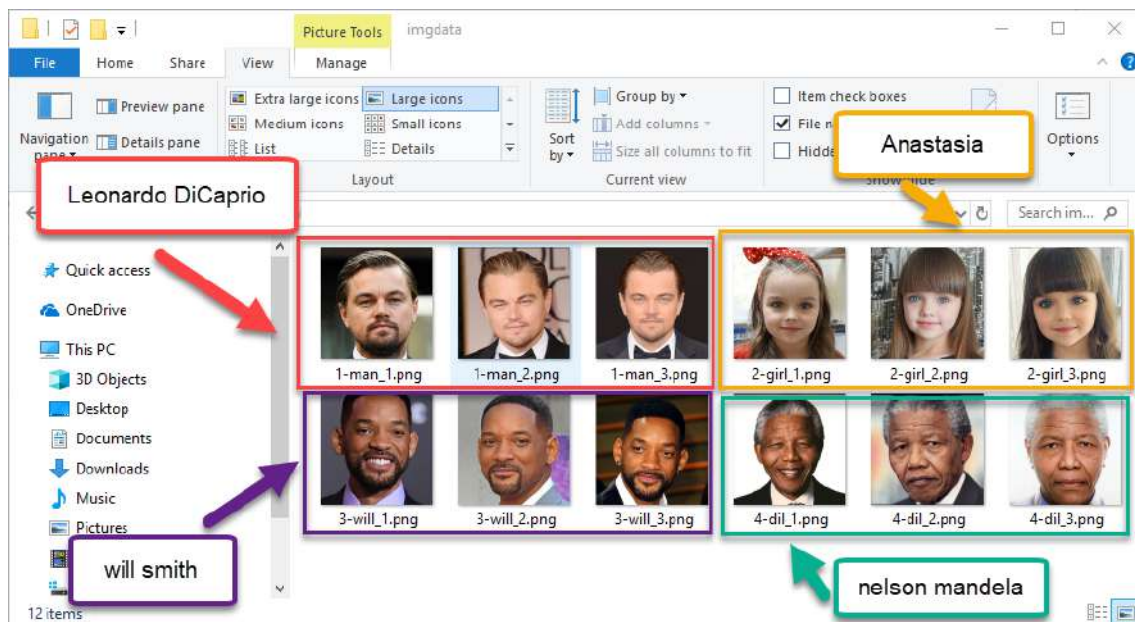 Picture Tools imgdata
File Home Share View Manage
Navigation pane
Preview pane
Details pane
Extra large icons Large icons
Medium icons Small icons
List Details
Layout
Sort by
Group by
Add columns
Size all columns to fit
Current view
Item check boxes
File n
Hidde
Options
Anastasia
Leonardo DiCaprio
Search im...
Quick access
OneDrive
This PC
3D Objects
Desktop
Documents
Downloads
Music
Pictures
1-man_1.png 1-man_2.png 1-man_3.png 2-girl_1.png 2-girl_2.png 2-girl_3.png
3-will_1.png 3-will_2.png 3-will_3.png 4-dil_1.png 4-dil_2.png 4-dil_3.png
will smith
nelson mandela
12 items